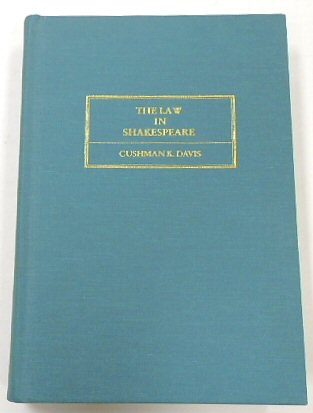 THE LAW
IN
SHAKESPEARE
CUSHMAN K. DAVIS